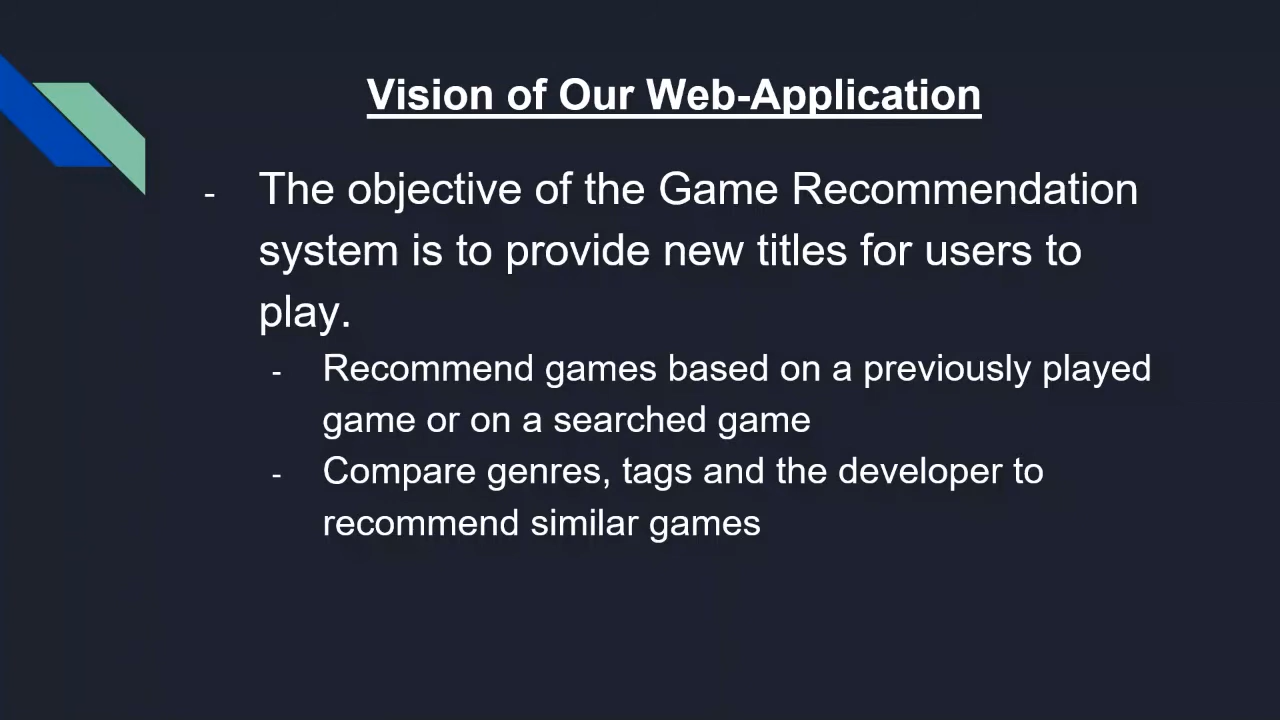 Vision of Our Web-Application
- The objective of the Game Recommendation
system is to provide new titles for users to
play.
- Recommend games based on a previously played
game or on a searched game
- Compare genres, tags and the developer to
recommend similar games